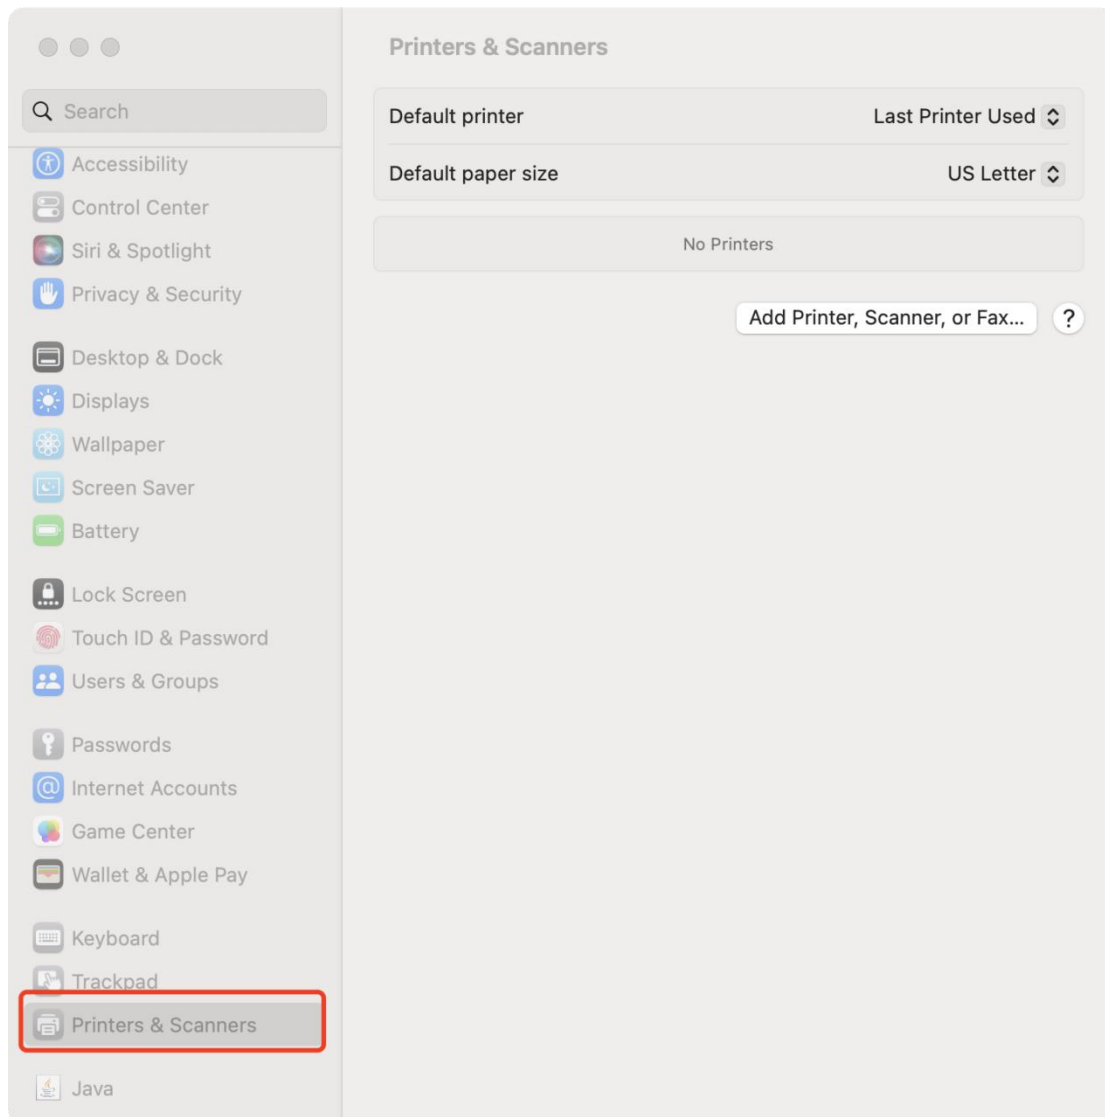 Search
Accessibility
Control Center
Siri & Spotlight
Privacy & Security
Desktop & Dock
Displays
Wallpaper
Screen Saver
Battery
Lock Screen
Touch ID & Password
Users & Groups
Passwords
Internet Accounts
Game Center
Wallet & Apple Pay
Keyboard
Trackpad
Printers & Scanners
Java
Printers & Scanners
Default printer Last Printer Used
Default paper size US Letter
No Printers
Add Printer, Scanner, or Fax... ?